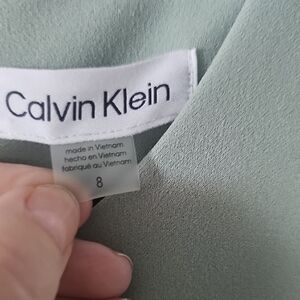 Calvin Klein
made in Vietnam
hecho en Vietnam
fabriqué au Vietnam
8